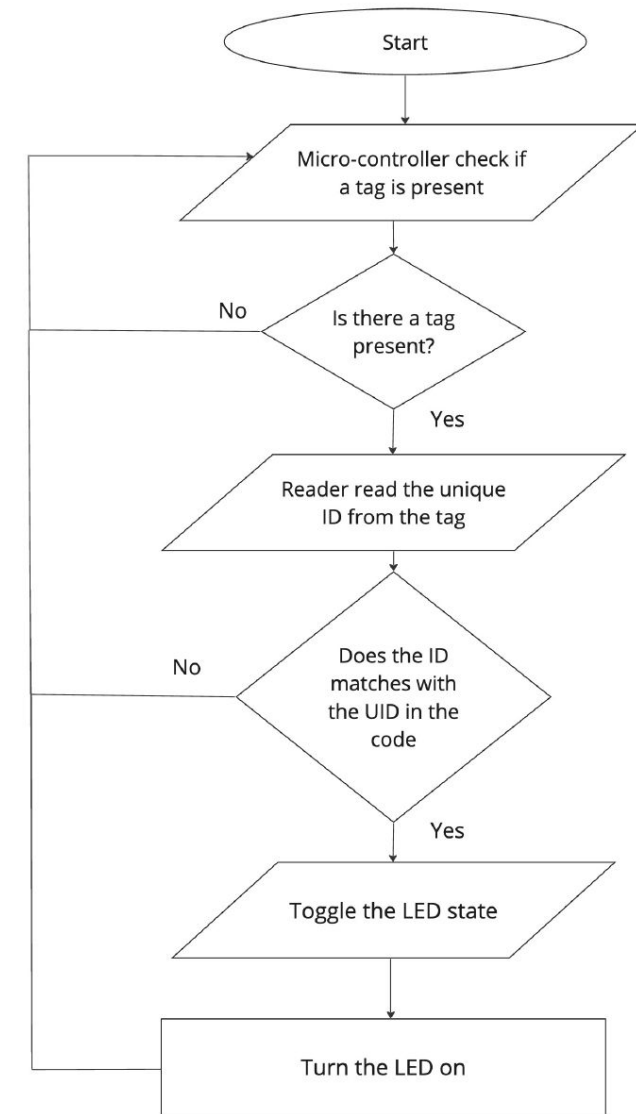 Start
Micro-controller check if
a tag is present
No
Is there a tag
present?
Yes
Reader read the unique
ID from the tag
No
Does the ID
matches with
the UID in the
code
Yes
Toggle the LED state
Turn the LED on